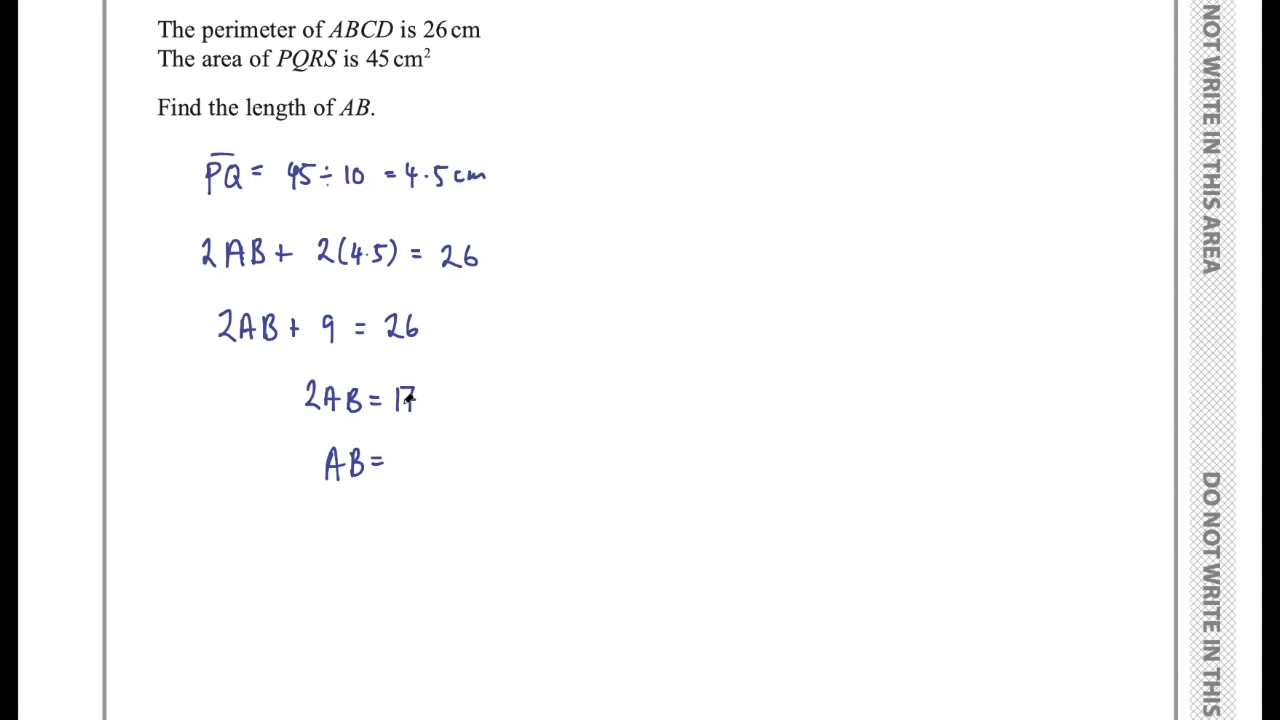 The perimeter of ABCD is 26 cm
The area of PQRS is 45 cm²
Find the length of AB.
PQ = 45 ÷ 10 = 4.5 cm
2AB + 2(4.5) = 26
2AB + 9 = 26
2AB = 17
AB =
NOT WRITE IN THIS AREA
DO NOT WRITE IN THIS